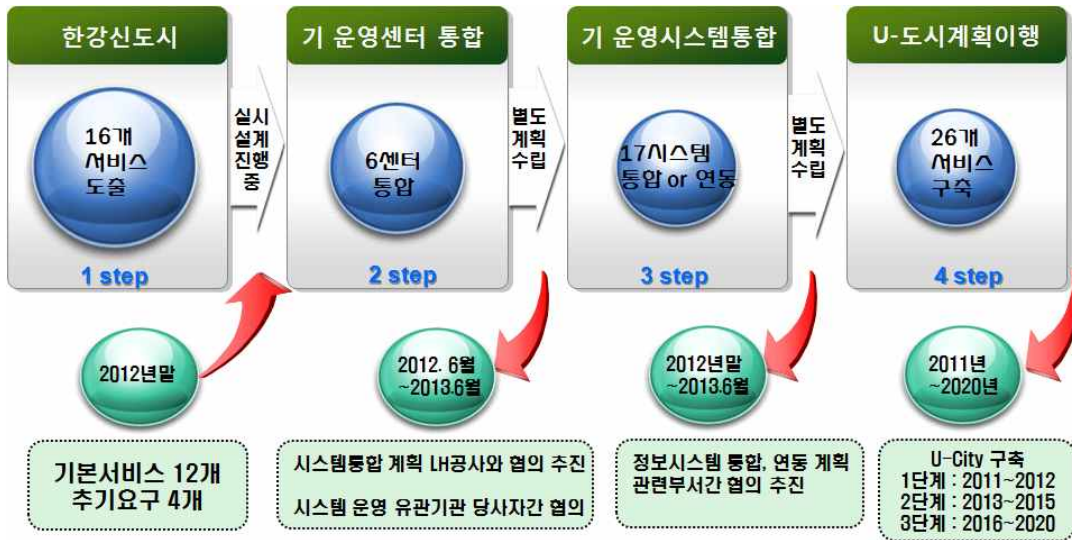 한강신도시
16개
서비스
도출
1 step
실시
설계
진행
중
기 운영센터 통합
6센터
통합
2 step
별도
계획
수립
기 운영시스템통합
17시스템
통합 or 연동
3 step
별도
계획
수립
U-도시계획이행
26개
서비스
구축
4 step
2012년말
2012. 6월
~2013.6월
2012년말
~2013.6월
2011년
~2020년
기본서비스 12개
추기요구 4개
시스템통합 계획 LH공사와 협의 추진
시스템 운영 유관기관 당사자간 협의
정보시스템 통합, 연동 계획
관련부서간 협의 추진
U-City 구축
1단계 : 2011~2012
2단계 : 2013~2015
3단계 : 2016~2020